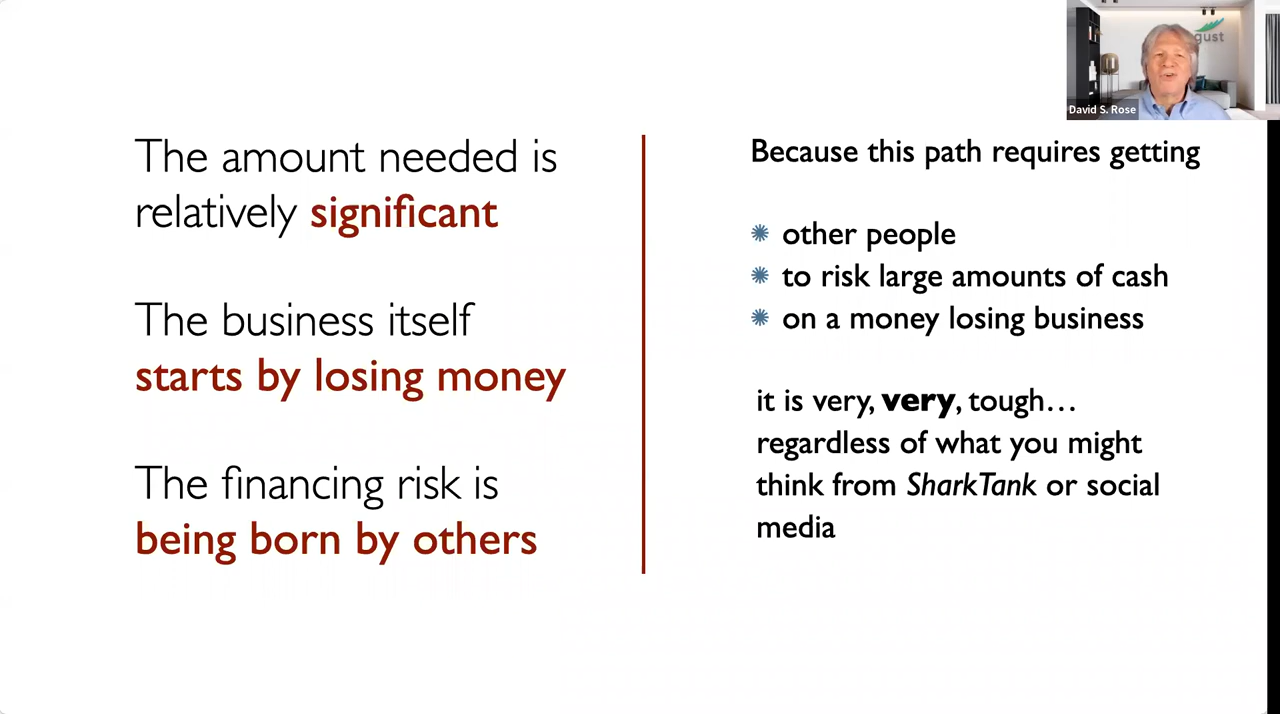 The amount needed is
relatively significant
The business itself
starts by losing money
The financing risk is
being born by others
Because this path requires getting
other people
to risk large amounts of cash
on a money losing business
it is very, very, tough…
regardless of what you might
think from SharkTank or social
media
gust
David S. Rose